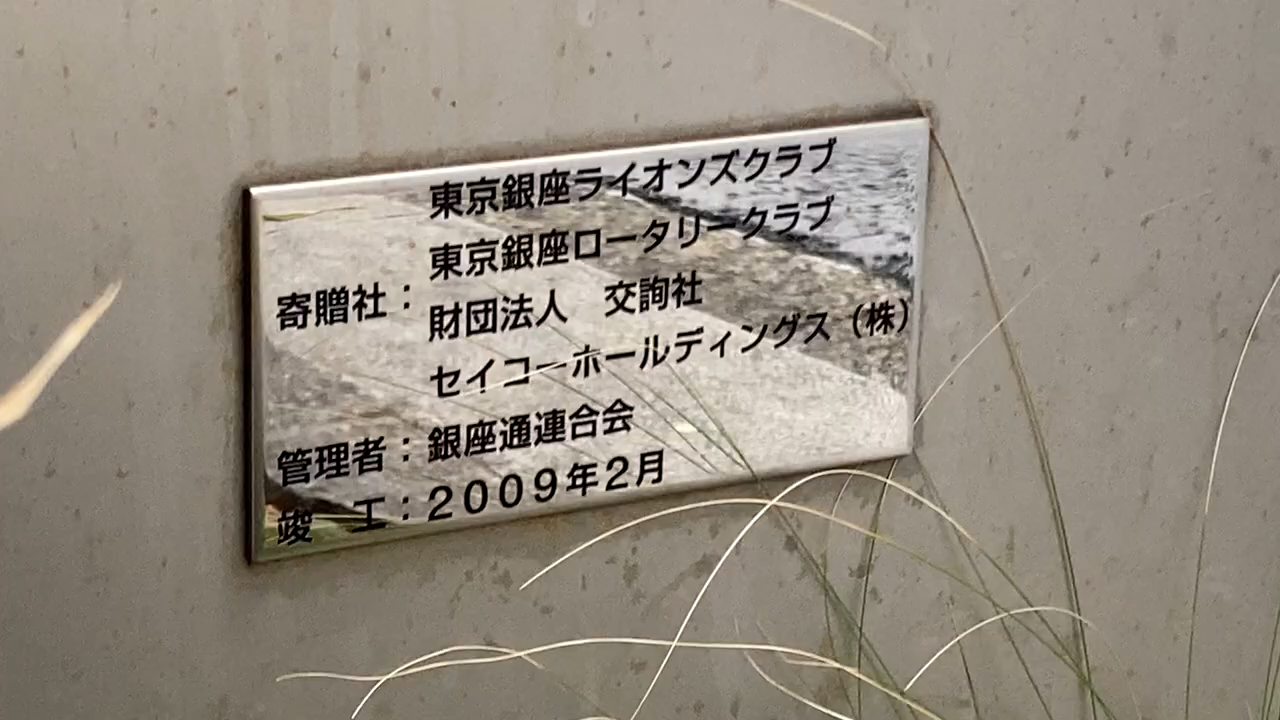 東京銀座ライオンズクラブ
東京銀座ロータリークラブ
寄贈社：財団法人　交詢社
セイコーホールディングス（株）
管理者：銀座通連合会
竣　工：２００９年２月